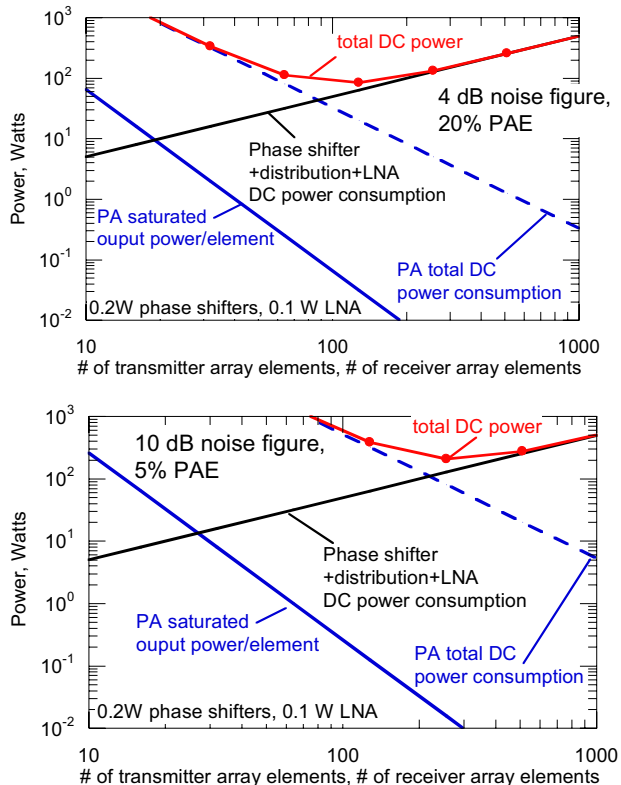 10³
total DC power
10²
4 dB noise figure,
20% PAE
10¹
Phase shifter
+distribution+LNA
DC power consumption
10⁰
PA saturated
ouput power/element
10⁻¹
PA total DC
power consumption
0.2W phase shifters, 0.1 W LNA
10⁻²
10 100 1000
Power, Watts
# of transmitter array elements, # of receiver array elements
10³
total DC power
10 dB noise figure,
5% PAE
10²
10¹
Phase shifter
+distribution+LNA
DC power consumption
10⁰
PA saturated
ouput power/element
PA total DC
power consumption
10⁻¹
0.2W phase shifters, 0.1 W LNA
10⁻²
10 100 1000
Power, Watts
# of transmitter array elements, # of receiver array elements